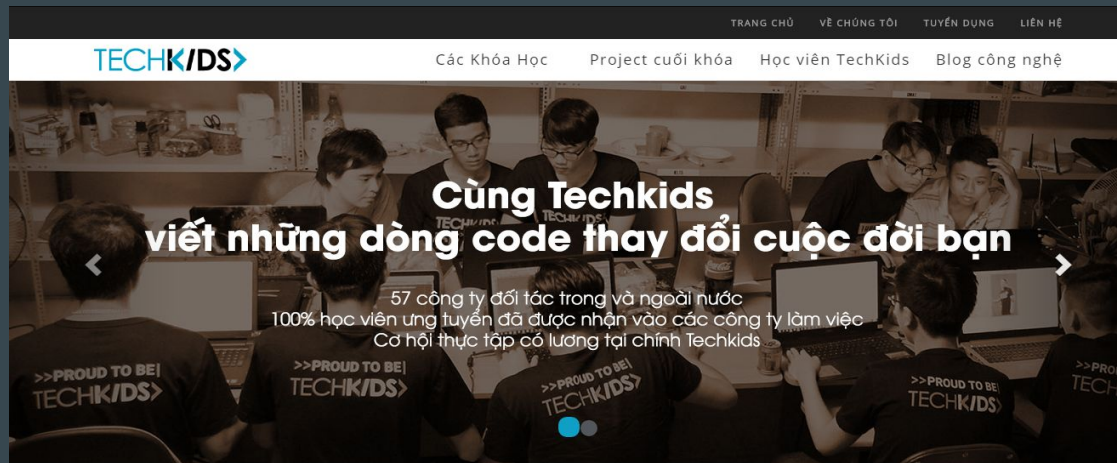 TRANG CHỦ VỀ CHÚNG TÔI TUYỂN DỤNG LIÊN HỆ
TECHKIDS>
Các Khóa Học Project cuối khóa Học viên TechKids Blog công nghệ
Cùng Techkids
viết những dòng code thay đổi cuộc đời bạn
57 công ty đối tác trong và ngoài nước
100% học viên ứng tuyển đã được nhận vào các công ty làm việc
Cơ hội thực tập có lương tại chính Techkids
>>PROUD TO BE|
TECHKIDS>
>>PROUD TO BE|
TECHKIDS>
>>PROUD TO BE|
TECHKIDS>
>>PROUD TO BE|
TECHKIDS>
>>PRO
TECH